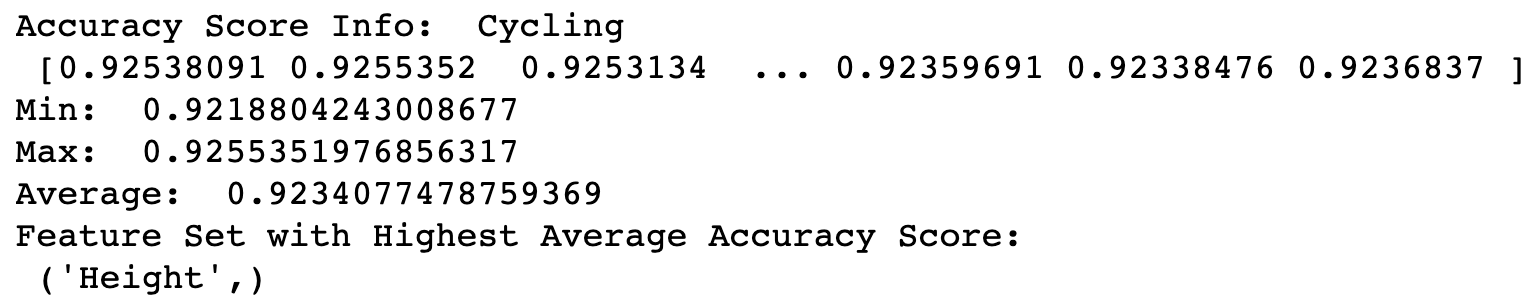 Accuracy Score Info:  Cycling
 [0.92538091 0.9255352  0.9253134  ... 0.92359691 0.92338476 0.9236837 ]
Min:  0.9218804243008677
Max:  0.9255351976856317
Average:  0.9234077478759369
Feature Set with Highest Average Accuracy Score:
 ('Height',)